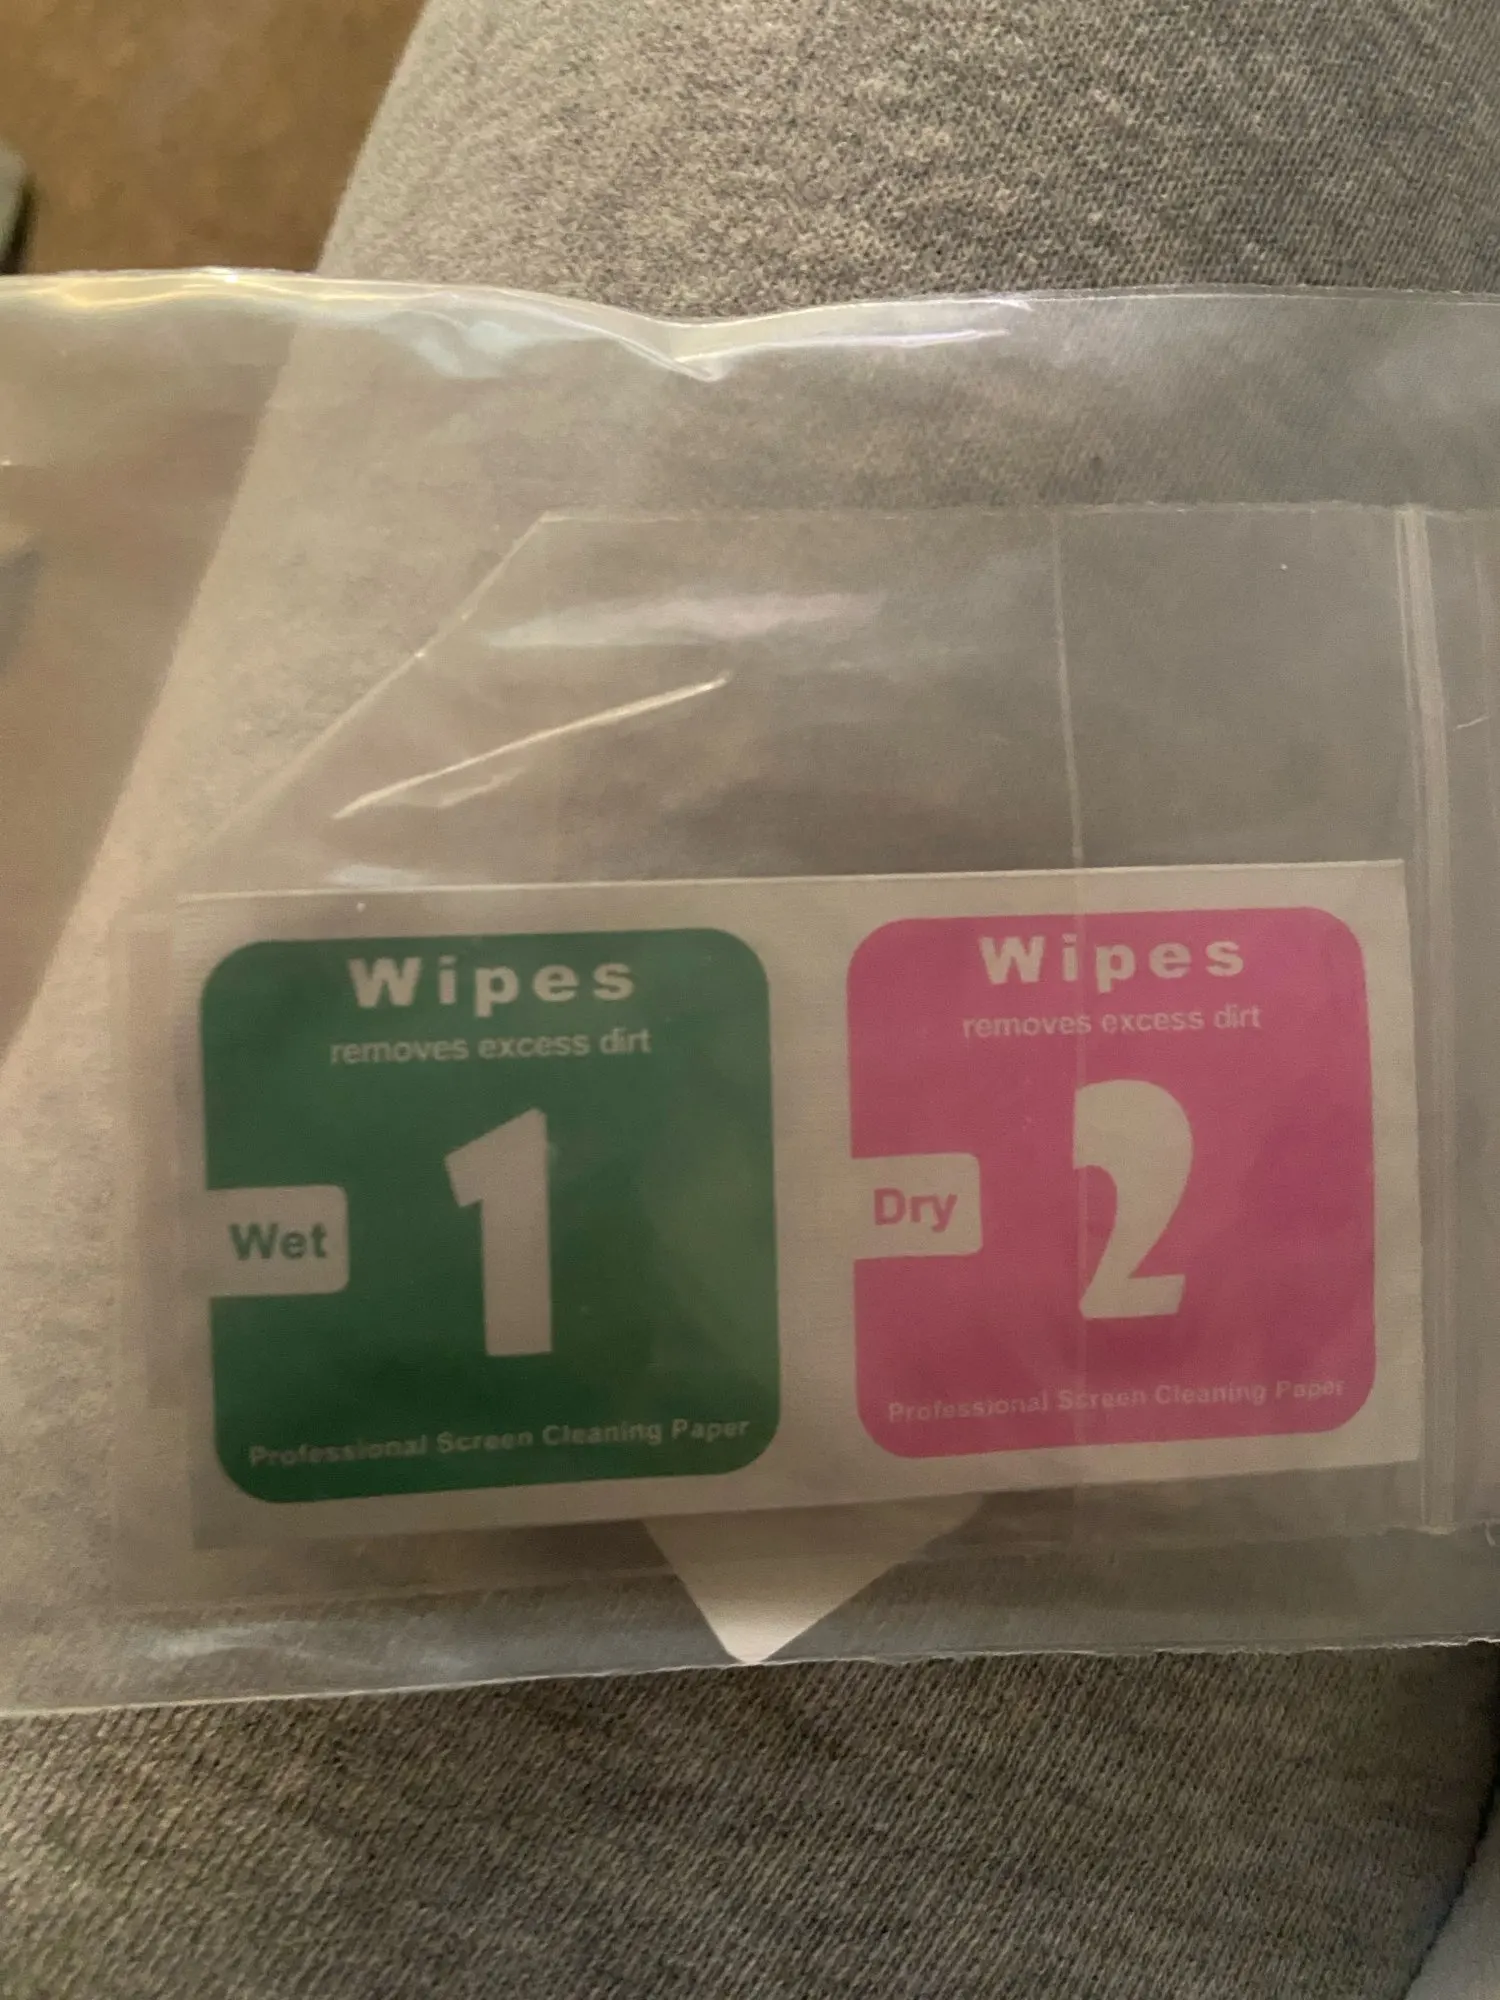 Wipes
removes excess dirt
1
Wet
Professional Screen Cleaning Paper
Wipes
removes excess dirt
2
Dry
Professional Screen Cleaning Paper